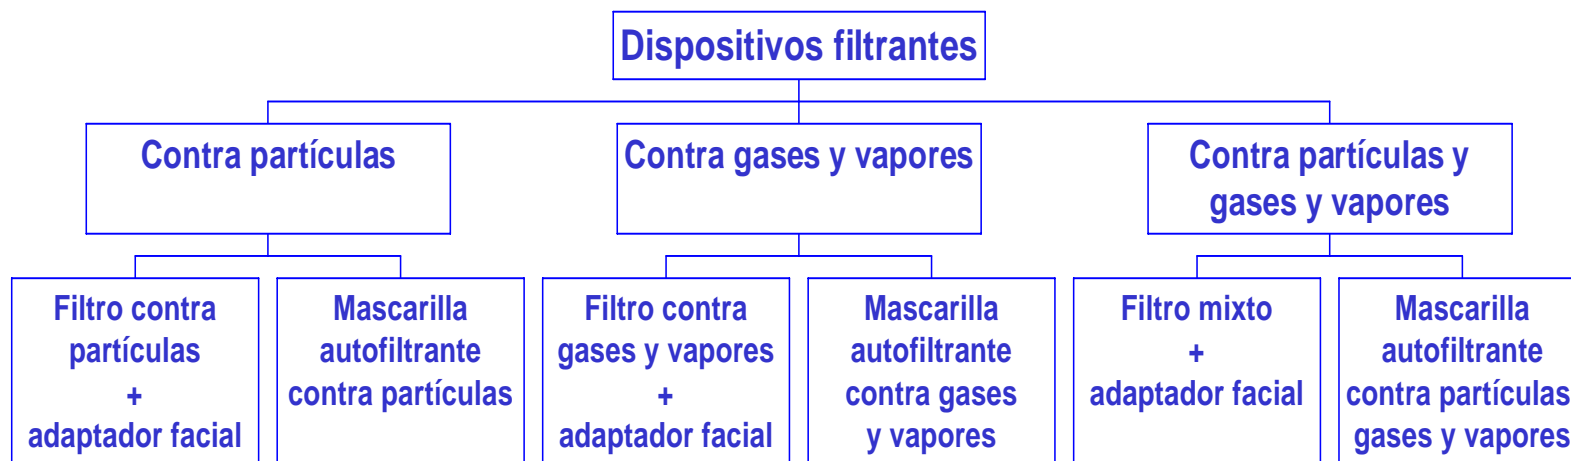 Dispositivos filtrantes
Contra partículas
Contra gases y vapores
Contra partículas y
gases y vapores
Filtro contra
partículas
+
adaptador facial
Mascarilla
autofiltrante
contra partículas
Filtro contra
gases y vapores
+
adaptador facial
Mascarilla
autofiltrante
contra gases
y vapores
Filtro mixto
+
adaptador facial
Mascarilla
autofiltrante
contra partículas
gases y vapores